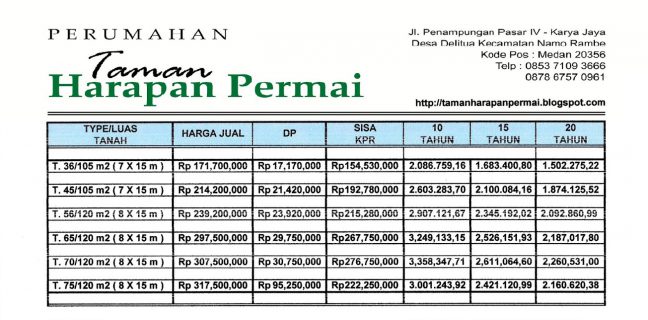 PERUMAHAN
Taman
Harapan Permai
Jl. Penampungan Pasar IV - Karya Jaya
Desa Delitua Kecamatan Namo Rambe
Kode Pos : Medan 20356
Telp : 0853 7109 3666
0878 6757 0961
http://tamanharapanpermai.blogspot.com
TYPE/LUAS TANAH HARGA JUAL DP SISA KPR 10 TAHUN 15 TAHUN 20 TAHUN
T. 36/105 m2 ( 7 X 15 m ) Rp 171,700,000 Rp 17,170,000 Rp154,530,000 2.086.759,16 1.683.400,80 1.502.275,22
T. 45/105 m2 ( 7 X 15 m ) Rp 214,200,000 Rp 21,420,000 Rp192,780,000 2.603.283,70 2.100.084,16 1.874.125,52
T. 56/120 m2 ( 8 X 15 m ) Rp 239,200,000 Rp 23,920,000 Rp215,280,000 2.907.121,67 2.345.192,02 2.092.860,99
T. 65/120 m2 ( 8 X 15 m ) Rp 297,500,000 Rp 29,750,000 Rp267,750,000 3,249,133,15 2,526,151,93 2,187,017,80
T. 70/120 m2 ( 8 X 15 m ) Rp 307,500,000 Rp 30,750,000 Rp276,750,000 3,358,347,71 2,611,064,60 2,260,531,00
T. 75/120 m2 ( 8 X 15 m ) Rp 317,500,000 Rp 95,250,000 Rp222,250,000 3.001.243,92 2.421.120,99 2.160.620,38